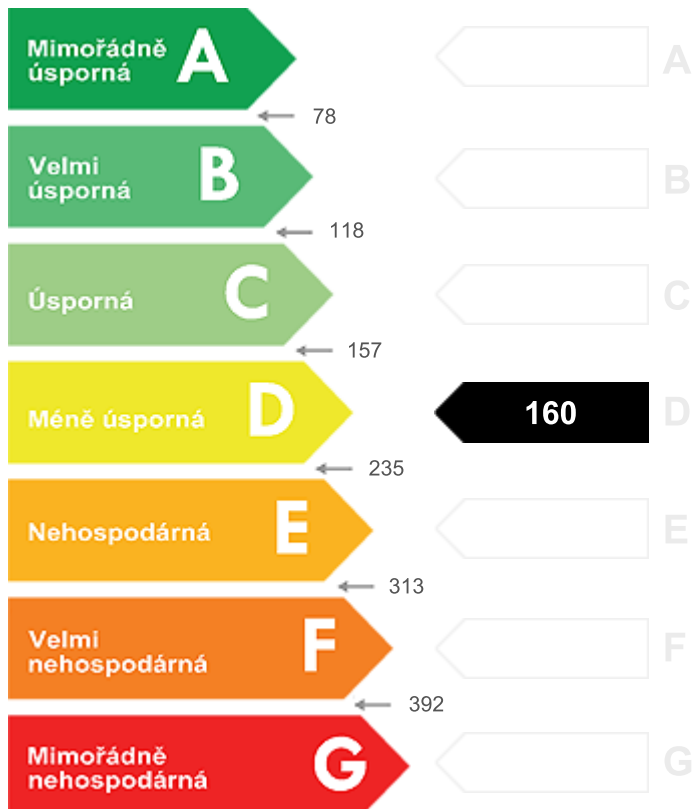 Mimořádně
úsporná
A
A
78
Velmi
úsporná
B
B
118
Úsporná
C
C
157
Méně úsporná
D
160
D
235
Nehospodárná
E
E
313
Velmi
nehospodárná
F
F
392
Mimořádně
nehospodárná
G
G